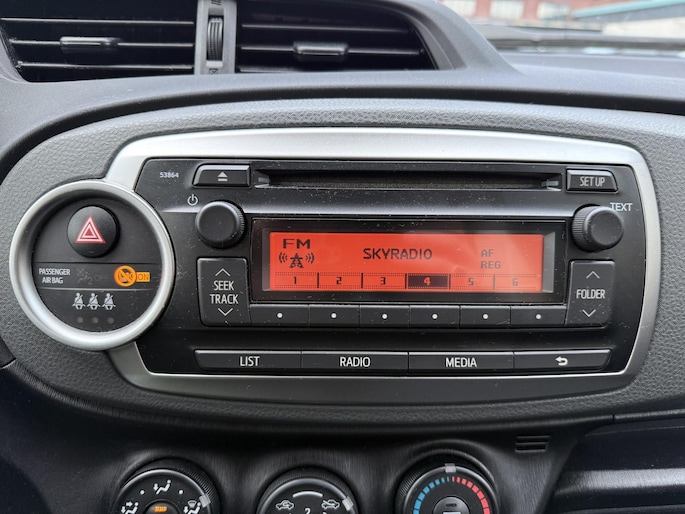 53864
SET UP
TEXT
FM
SKYRADIO
AF
REG
1 2 3 4 5 6
PASSENGER
AIR BAG
ON
SEEK
TRACK
FOLDER
LIST
RADIO
MEDIA
2